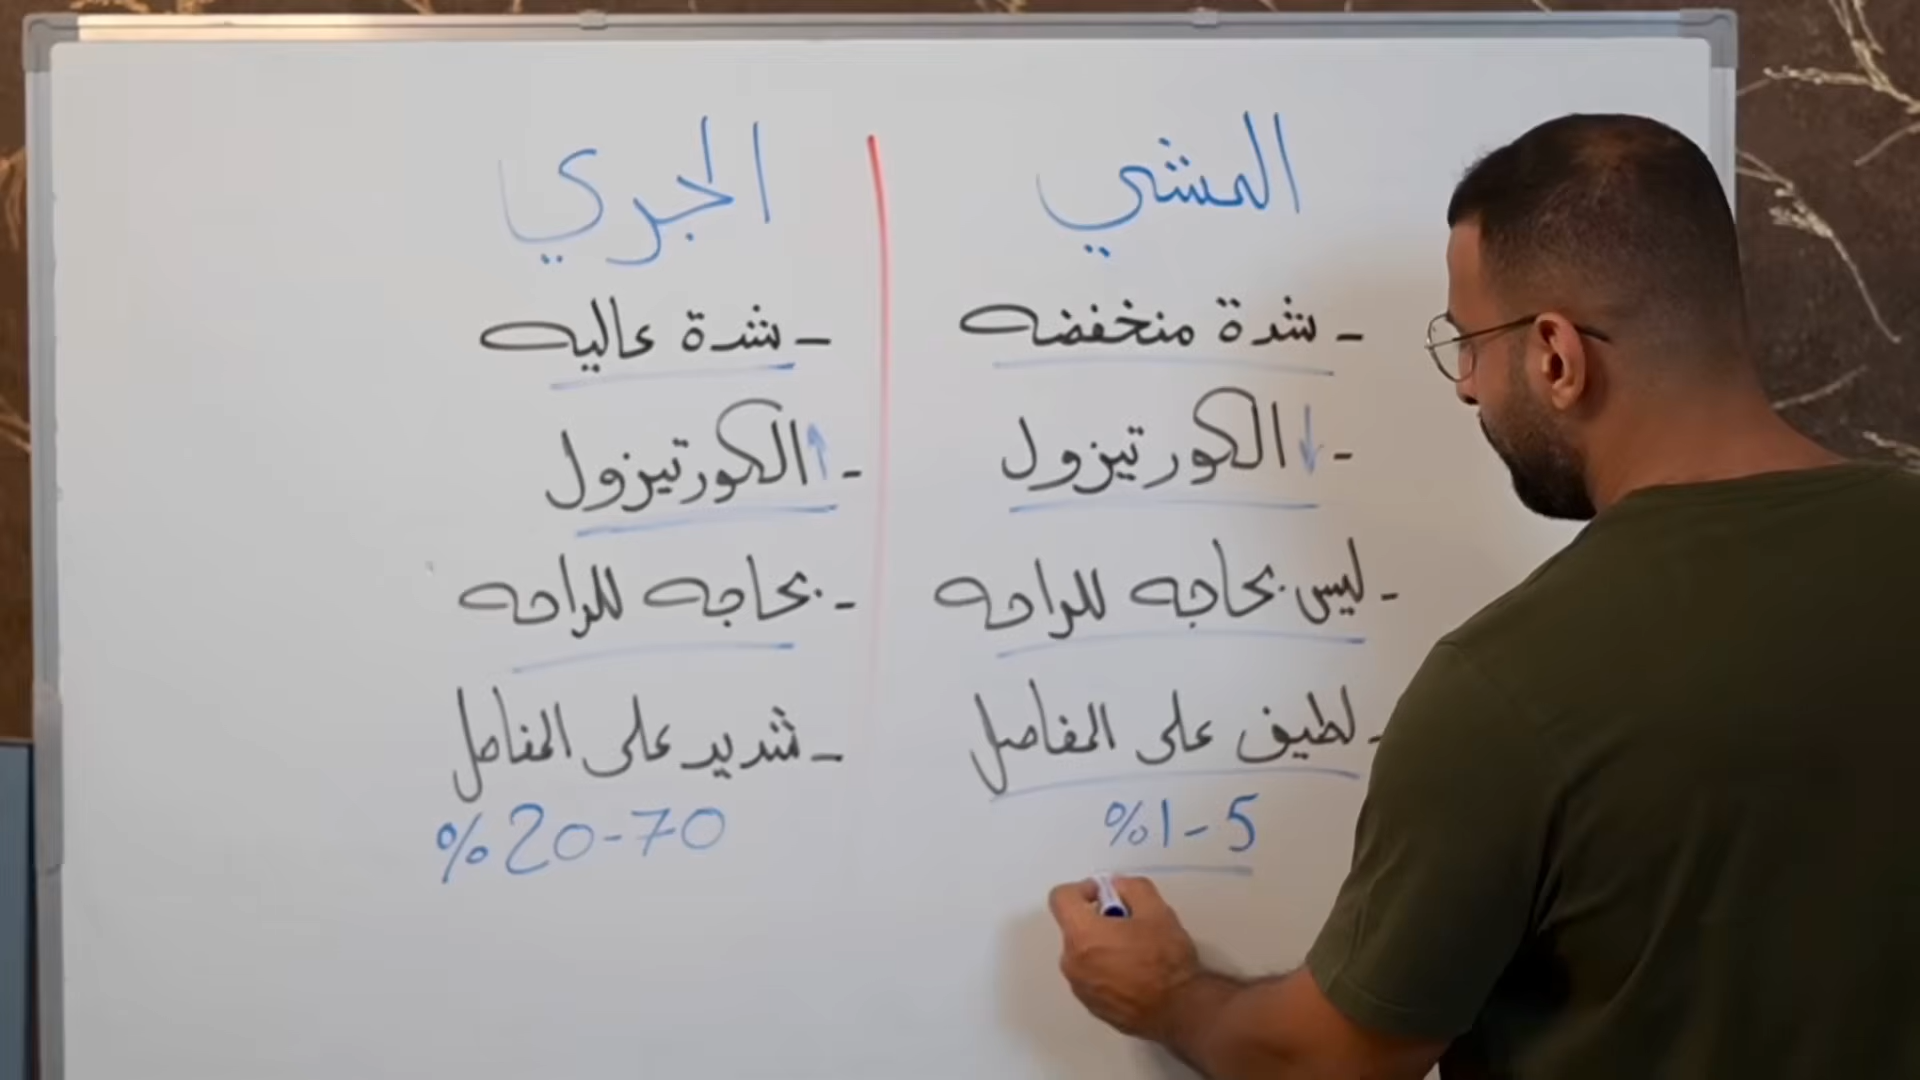 المشي
- شدة منخفضه
- ↓الكورتيزول
- ليس بحاجه للراحه
- لطيف على المفاصل
%1-5
الجري
- شدة عاليه
- ↑الكورتيزول
- بحاجه للراحه
- شديد على المفاصل
%20-70